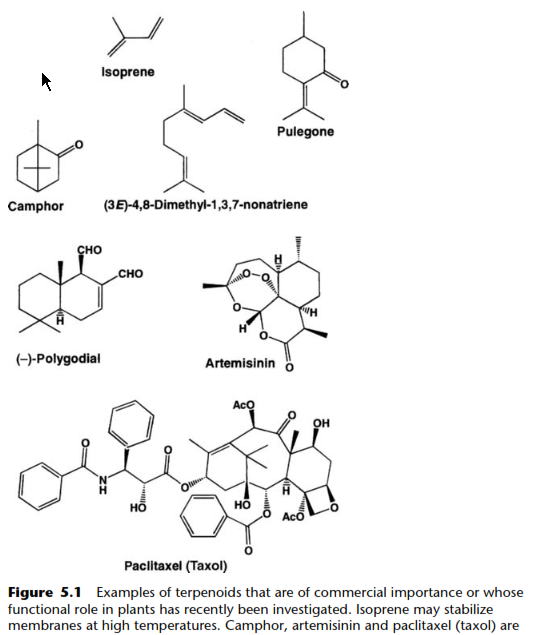 Isoprene
O
Pulegone
O
Camphor
(3E)-4,8-Dimethyl-1,3,7-nonatriene
CHO
CHO
H
(–)-Polygodial
H
O
O
O
H
H
O
O
Artemisinin
AcO
O
OH
O
O
N
H
HO
O
HO
H
O
AcO
O
O
Paclitaxel (Taxol)
Figure 5.1 Examples of terpenoids that are of commercial importance or whose
functional role in plants has recently been investigated. Isoprene may stabilize
membranes at high temperatures. Camphor, artemisinin and paclitaxel (taxol) are